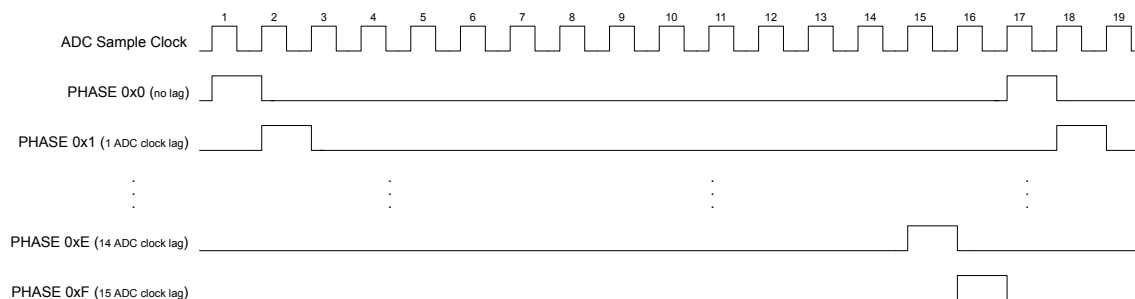 1 2 3 4 5 6 7 8 9 10 11 12 13 14 15 16 17 18 19
ADC Sample Clock
PHASE 0x0 (no lag)
PHASE 0x1 (1 ADC clock lag)
PHASE 0xE (14 ADC clock lag)
PHASE 0xF (15 ADC clock lag)